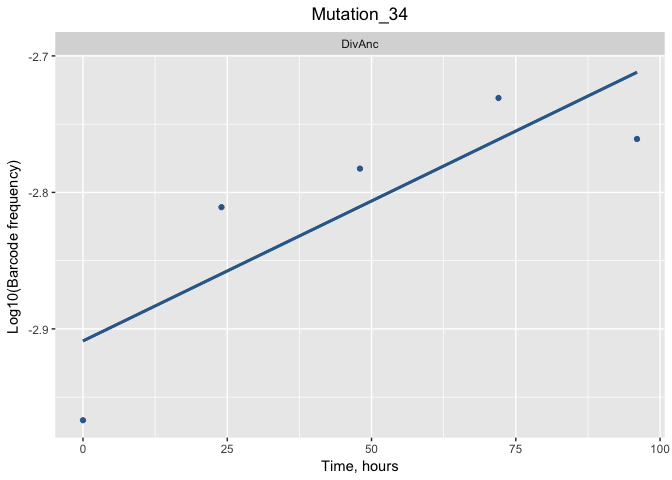 Mutation_34
DivAnc
-2.7
-2.8
-2.9
Log10(Barcode frequency)
0 25 50 75 100
Time, hours